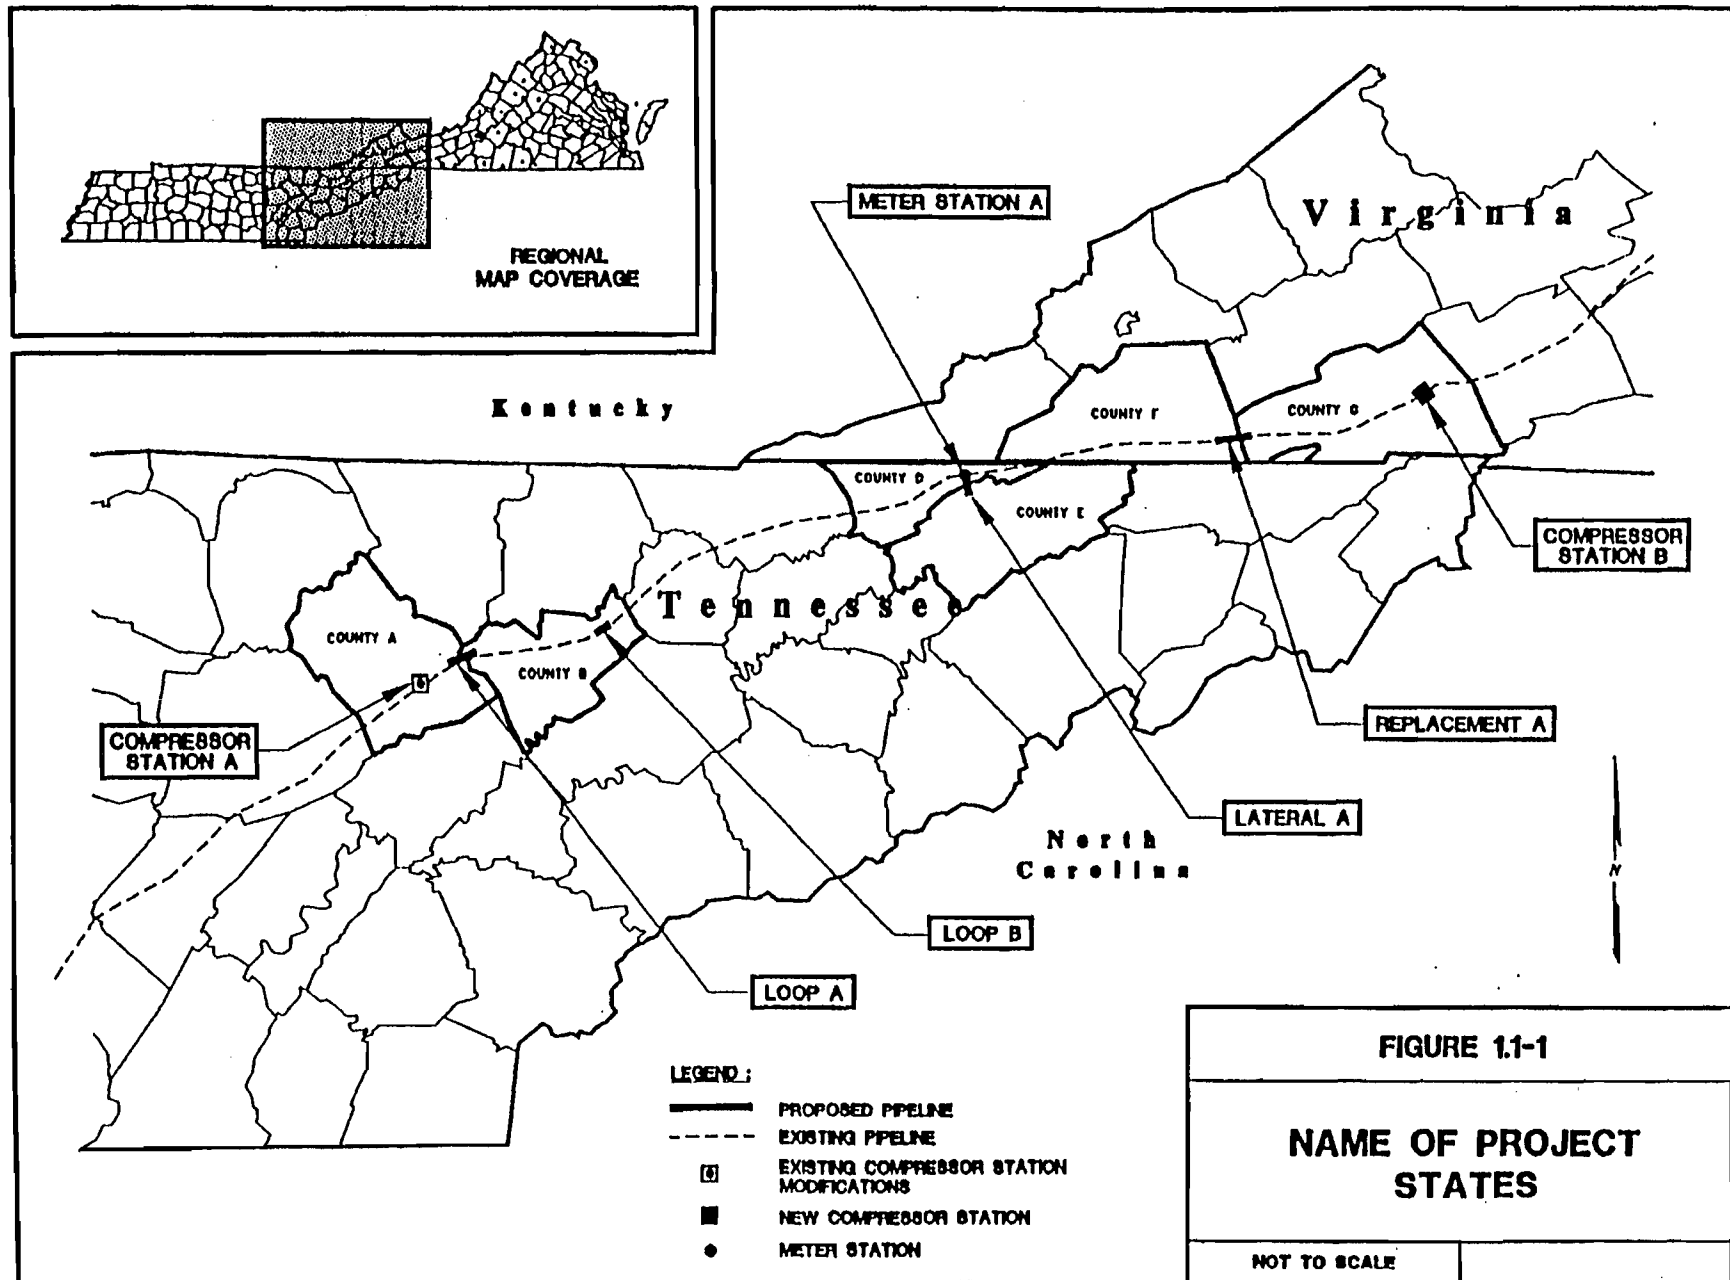 REGIONAL
MAP COVERAGE
METER STATION A
Virginia
Kentucky
COUNTY F
COUNTY G
COUNTY D
COUNTY E
COMPRESSOR
STATION B
Tennessee
COUNTY A
COUNTY B
COMPRESSOR
STATION A
REPLACEMENT A
LATERAL A
North
Carolina
N
LOOP B
LOOP A
LEGEND :
PROPOSED PIPELINE
EXISTING PIPELINE
EXISTING COMPRESSOR STATION
MODIFICATIONS
NEW COMPRESSOR STATION
METER STATION
FIGURE 1.1-1
NAME OF PROJECT
STATES
NOT TO SCALE